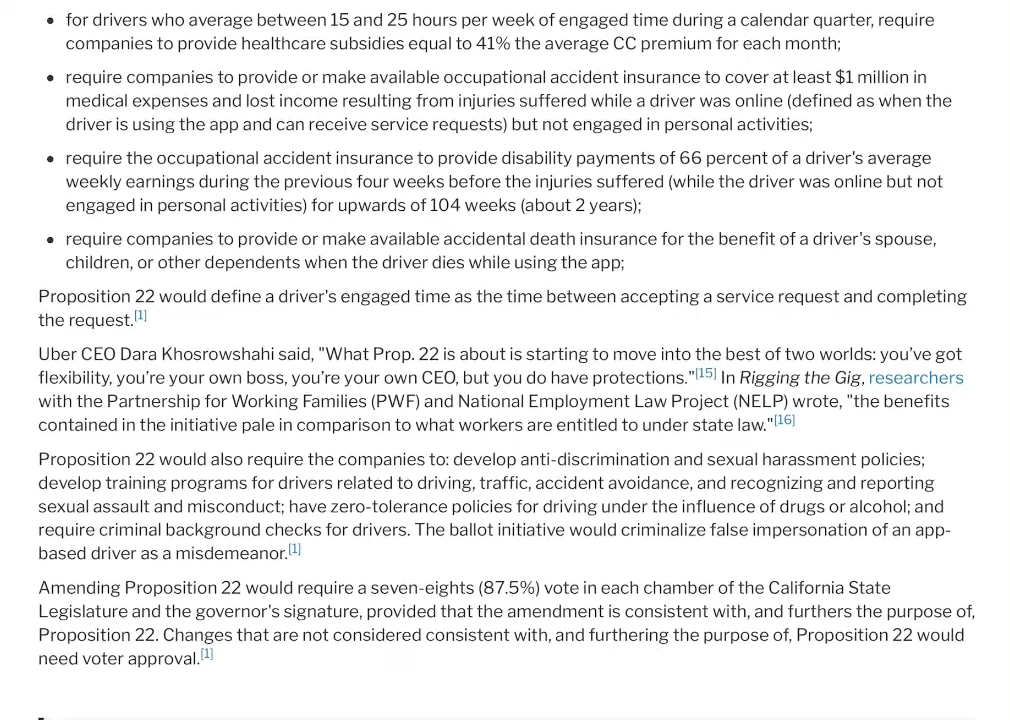 • for drivers who average between 15 and 25 hours per week of engaged time during a calendar quarter, require
companies to provide healthcare subsidies equal to 41% the average CC premium for each month;
• require companies to provide or make available occupational accident insurance to cover at least $1 million in
medical expenses and lost income resulting from injuries suffered while a driver was online (defined as when the
driver is using the app and can receive service requests) but not engaged in personal activities;
• require the occupational accident insurance to provide disability payments of 66 percent of a driver's average
weekly earnings during the previous four weeks before the injuries suffered (while the driver was online but not
engaged in personal activities) for upwards of 104 weeks (about 2 years);
• require companies to provide or make available accidental death insurance for the benefit of a driver's spouse,
children, or other dependents when the driver dies while using the app;
Proposition 22 would define a driver's engaged time as the time between accepting a service request and completing
the request.[1]
Uber CEO Dara Khosrowshahi said, "What Prop. 22 is about is starting to move into the best of two worlds: you’ve got
flexibility, you’re your own boss, you’re your own CEO, but you do have protections."[15] In Rigging the Gig, researchers
with the Partnership for Working Families (PWF) and National Employment Law Project (NELP) wrote, "the benefits
contained in the initiative pale in comparison to what workers are entitled to under state law."[16]
Proposition 22 would also require the companies to: develop anti-discrimination and sexual harassment policies;
develop training programs for drivers related to driving, traffic, accident avoidance, and recognizing and reporting
sexual assault and misconduct; have zero-tolerance policies for driving under the influence of drugs or alcohol; and
require criminal background checks for drivers. The ballot initiative would criminalize false impersonation of an app-
based driver as a misdemeanor.[1]
Amending Proposition 22 would require a seven-eights (87.5%) vote in each chamber of the California State
Legislature and the governor's signature, provided that the amendment is consistent with, and furthers the purpose of,
Proposition 22. Changes that are not considered consistent with, and furthering the purpose of, Proposition 22 would
need voter approval.[1]